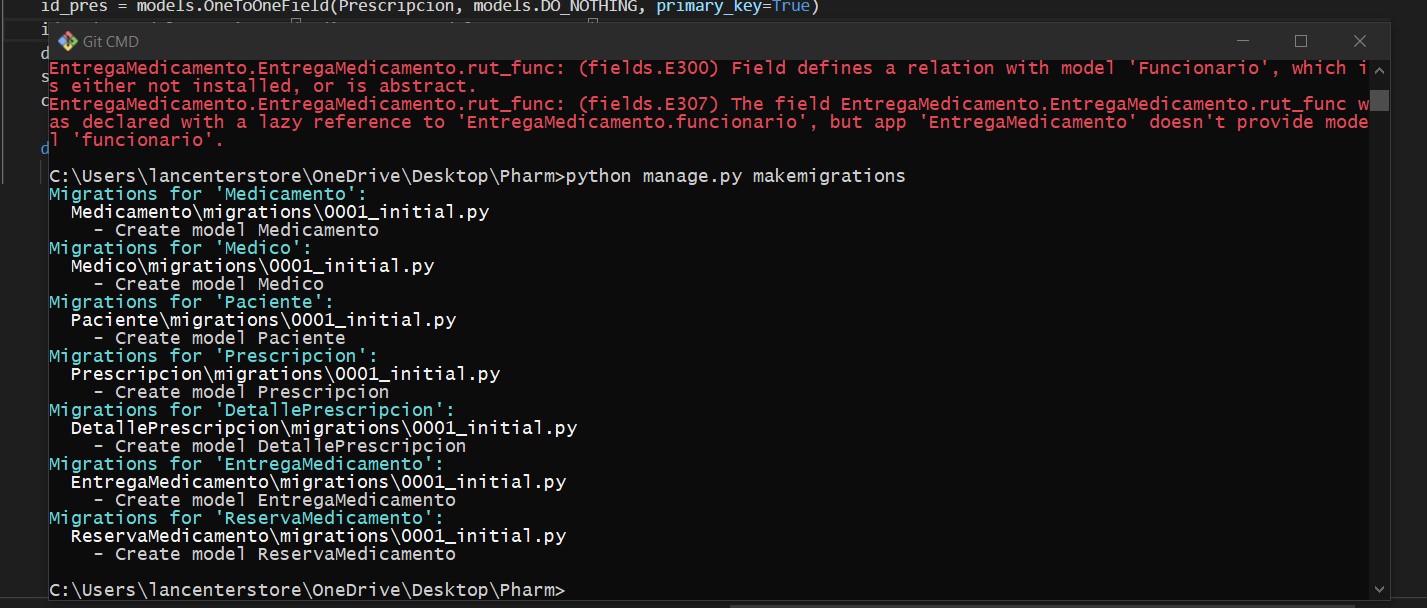 id_pres = models.OneToOneField(Prescripcion, models.DO_NOTHING, primary_key=True)
Git CMD
EntregaMedicamento.EntregaMedicamento.rut_func: (fields.E300) Field defines a relation with model 'Funcionario', which i
s either not installed, or is abstract.
EntregaMedicamento.EntregaMedicamento.rut_func: (fields.E307) The field EntregaMedicamento.EntregaMedicamento.rut_func w
as declared with a lazy reference to 'EntregaMedicamento.funcionario', but app 'EntregaMedicamento' doesn't provide mode
l 'funcionario'.
C:\Users\lancenterstore\OneDrive\Desktop\Pharm>python manage.py makemigrations
Migrations for 'Medicamento':
Medicamento\migrations\0001_initial.py
- Create model Medicamento
Migrations for 'Medico':
Medico\migrations\0001_initial.py
- Create model Medico
Migrations for 'Paciente':
Paciente\migrations\0001_initial.py
- Create model Paciente
Migrations for 'Prescripcion':
Prescripcion\migrations\0001_initial.py
- Create model Prescripcion
Migrations for 'DetallePrescripcion':
DetallePrescripcion\migrations\0001_initial.py
- Create model DetallePrescripcion
Migrations for 'EntregaMedicamento':
EntregaMedicamento\migrations\0001_initial.py
- Create model EntregaMedicamento
Migrations for 'ReservaMedicamento':
ReservaMedicamento\migrations\0001_initial.py
- Create model ReservaMedicamento
C:\Users\lancenterstore\OneDrive\Desktop\Pharm>